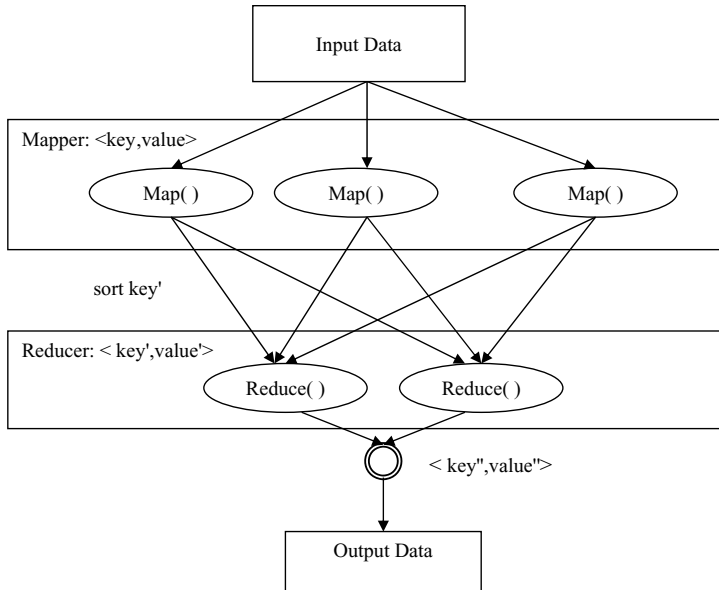 Input Data
Mapper: <key,value>
Map( )
Map( )
Map( )
sort key'
Reducer: < key',value'>
Reduce( )
Reduce( )
< key'',value''>
Output Data